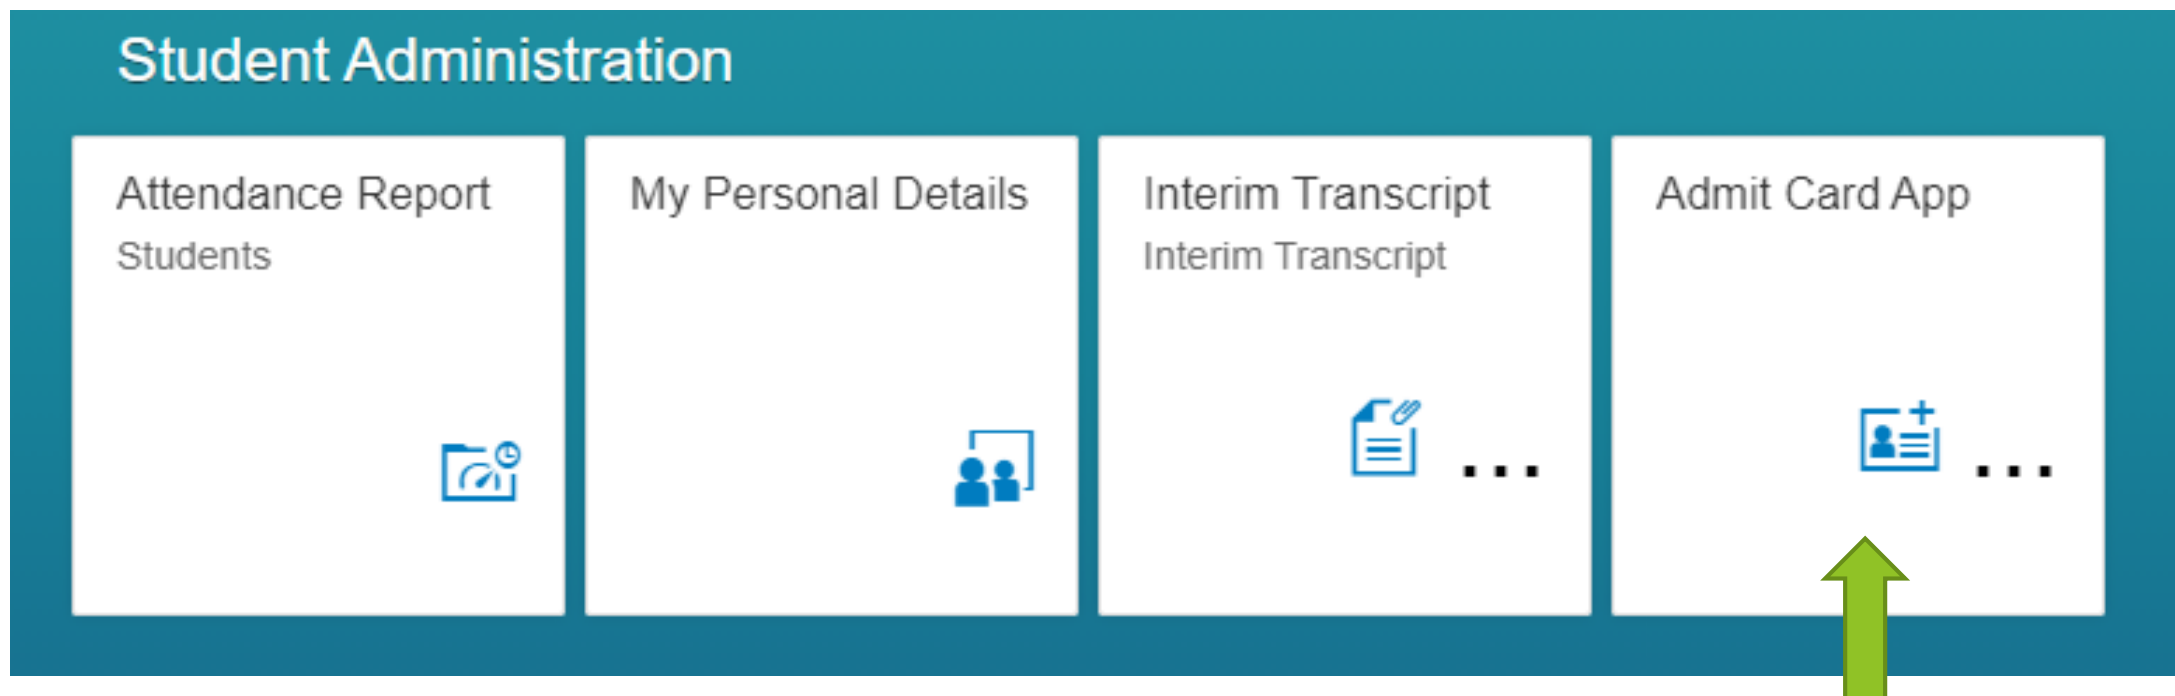 Student Administration
Attendance Report
Students
My Personal Details
Interim Transcript
Interim Transcript
Admit Card App
...
...